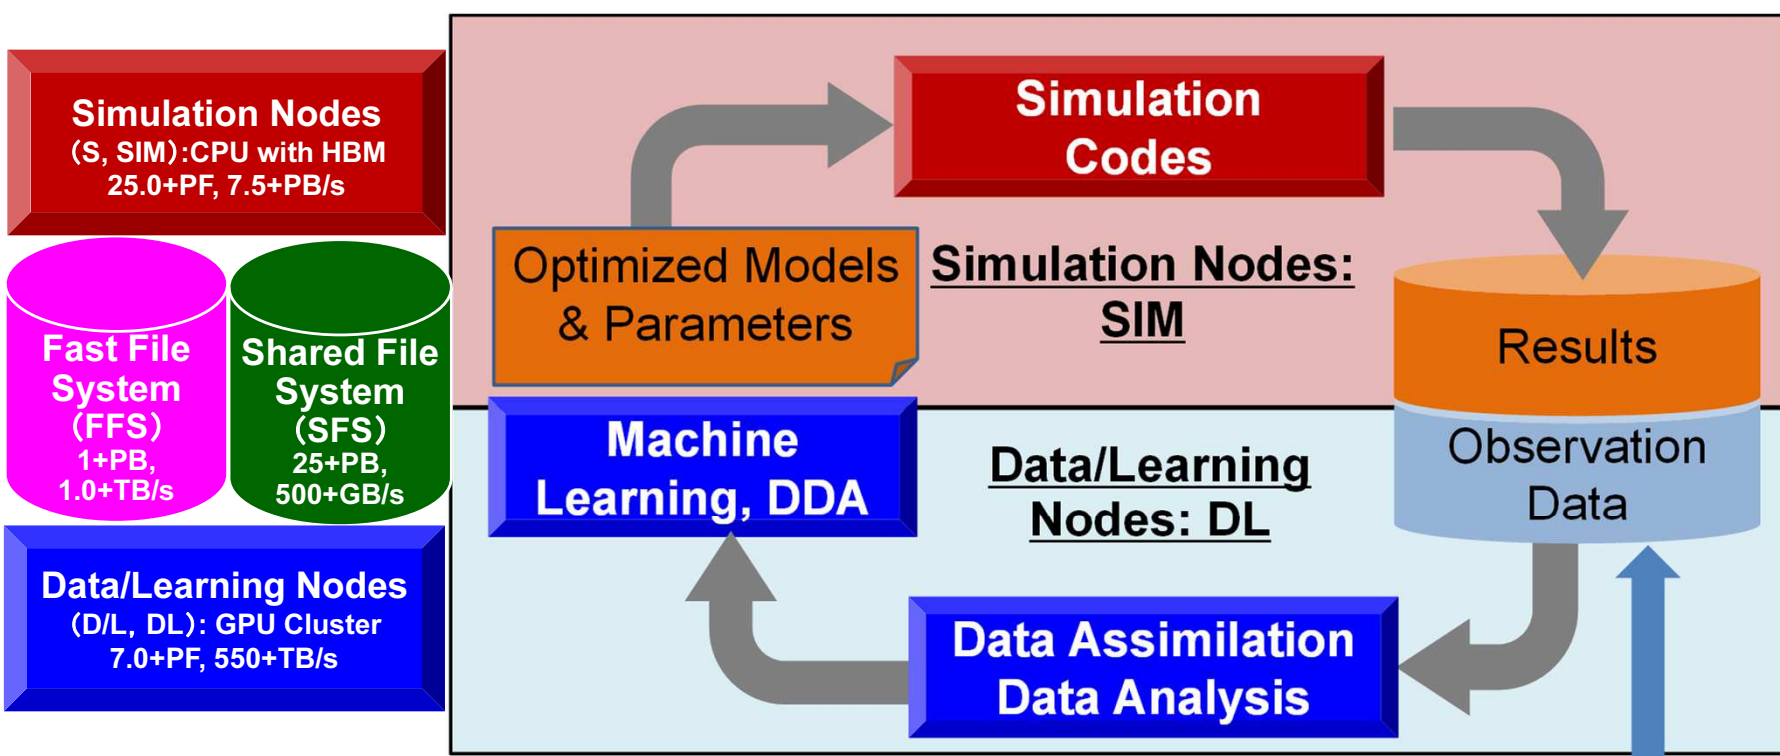 Simulation Nodes
(S, SIM):CPU with HBM
25.0+PF, 7.5+PB/s
Fast File
System
(FFS)
1+PB,
1.0+TB/s
Shared File
System
(SFS)
25+PB,
500+GB/s
Data/Learning Nodes
(D/L, DL): GPU Cluster
7.0+PF, 550+TB/s
Simulation
Codes
Optimized Models
& Parameters
Simulation Nodes:
SIM
Results
Machine
Learning, DDA
Data/Learning
Nodes: DL
Observation
Data
Data Assimilation
Data Analysis